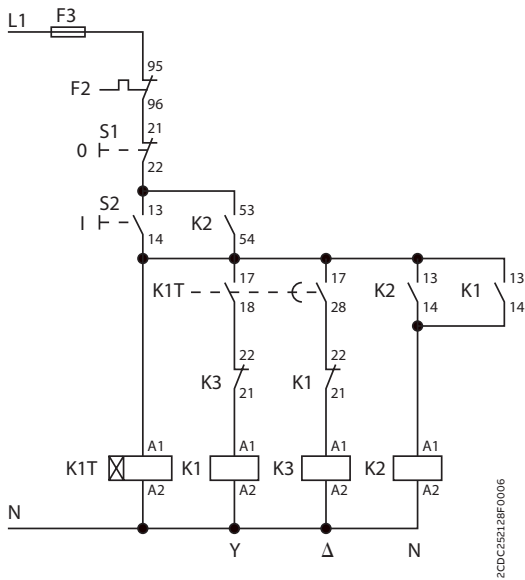 L1 F3
95
F2
96
S1 21
0
22
S2 13 53
I K2
14 54
17 17 13 13
K1T K2 K1
18 28 14 14
22 22
K3 K1
21 21
A1 A1 A1 A1
K1T K1 K3 K2
A2 A2 A2 A2
N
Y Δ N
2CDC252128F0006